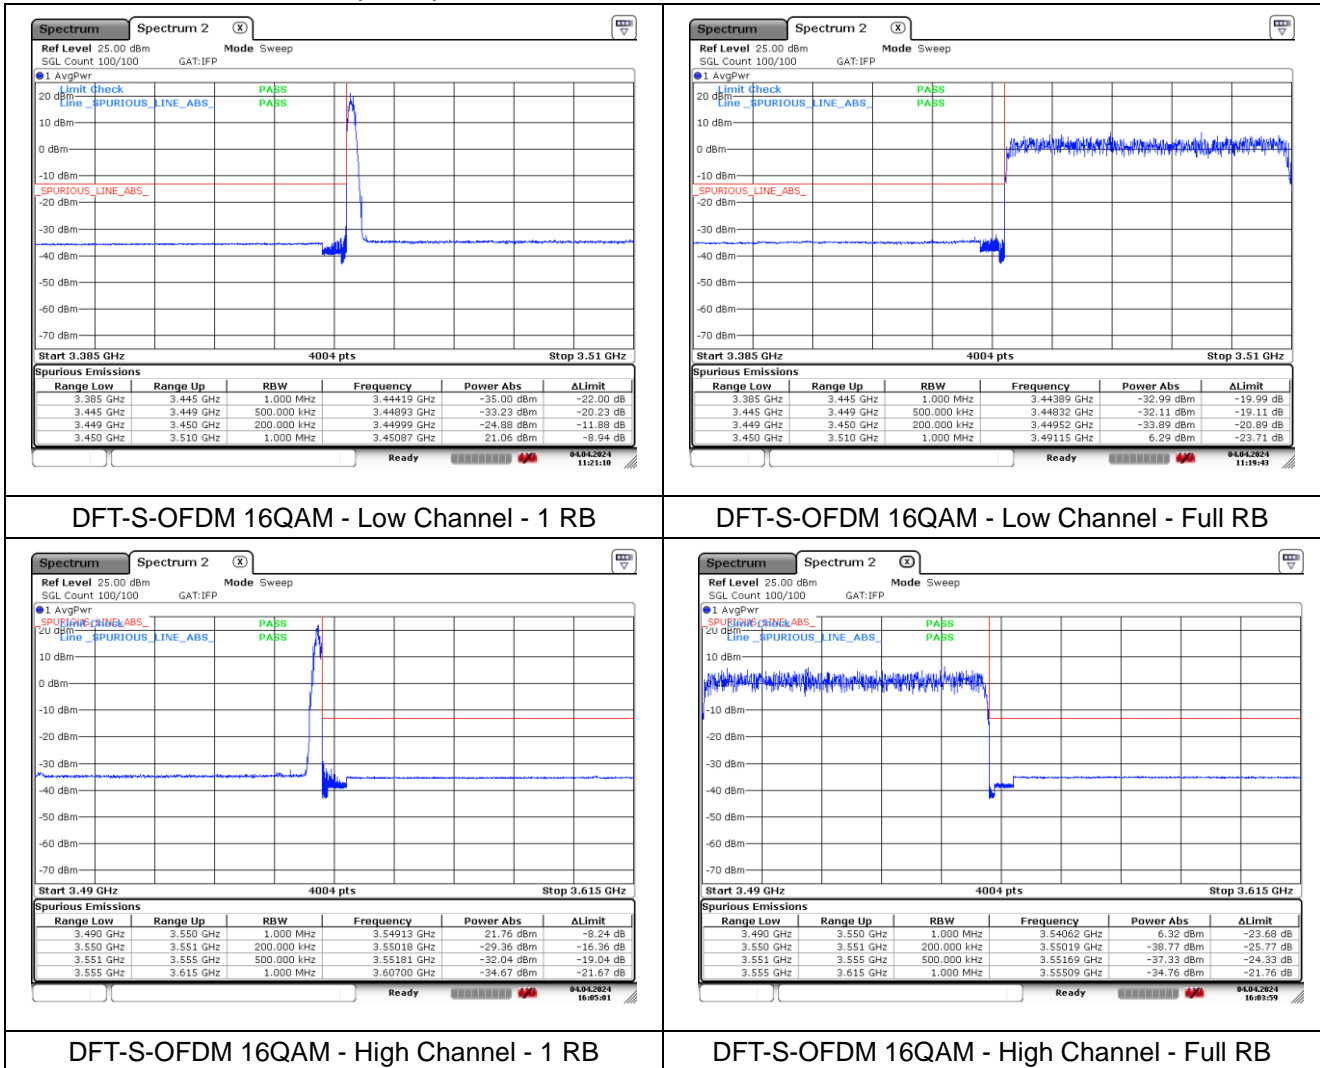 Spectrum Spectrum 2 X
Ref Level 25.00 dBm Mode Sweep
SGL Count 100/100 GAT:IFP
1 AvgPwr
Limit Check PASS
Line _SPURIOUS_LINE_ABS_ PASS
20 dBm
10 dBm
0 dBm
-10 dBm
_SPURIOUS_LINE_ABS_
-20 dBm
-30 dBm
-40 dBm
-50 dBm
-60 dBm
-70 dBm
Start 3.385 GHz 4004 pts Stop 3.51 GHz
Spurious Emissions
Range Low Range Up RBW Frequency Power Abs ΔLimit
3.385 GHz 3.445 GHz 1.000 MHz 3.44419 GHz -35.00 dBm -22.00 dB
3.445 GHz 3.449 GHz 500.000 kHz 3.44893 GHz -33.23 dBm -20.23 dB
3.449 GHz 3.450 GHz 200.000 kHz 3.44999 GHz -24.88 dBm -11.88 dB
3.450 GHz 3.510 GHz 1.000 MHz 3.45087 GHz 21.06 dBm -8.94 dB
Ready 04.04.2024
11:21:10
DFT-S-OFDM 16QAM - Low Channel - 1 RB
Spectrum Spectrum 2 X
Ref Level 25.00 dBm Mode Sweep
SGL Count 100/100 GAT:IFP
1 AvgPwr
Limit Check PASS
Line _SPURIOUS_LINE_ABS_ PASS
20 dBm
10 dBm
0 dBm
-10 dBm
_SPURIOUS_LINE_ABS_
-20 dBm
-30 dBm
-40 dBm
-50 dBm
-60 dBm
-70 dBm
Start 3.385 GHz 4004 pts Stop 3.51 GHz
Spurious Emissions
Range Low Range Up RBW Frequency Power Abs ΔLimit
3.385 GHz 3.445 GHz 1.000 MHz 3.44389 GHz -32.99 dBm -19.99 dB
3.445 GHz 3.449 GHz 500.000 kHz 3.44832 GHz -32.11 dBm -19.11 dB
3.449 GHz 3.450 GHz 200.000 kHz 3.44952 GHz -33.89 dBm -20.89 dB
3.450 GHz 3.510 GHz 1.000 MHz 3.49115 GHz 6.29 dBm -23.71 dB
Ready 04.04.2024
11:19:43
DFT-S-OFDM 16QAM - Low Channel - Full RB
Spectrum Spectrum 2 X
Ref Level 25.00 dBm Mode Sweep
SGL Count 100/100 GAT:IFP
1 AvgPwr
_SPURIOUS_LINE_ABS_
Limit Check PASS
20 dBm
Line _SPURIOUS_LINE_ABS_ PASS
10 dBm
0 dBm
-10 dBm
-20 dBm
-30 dBm
-40 dBm
-50 dBm
-60 dBm
-70 dBm
Start 3.49 GHz 4004 pts Stop 3.615 GHz
Spurious Emissions
Range Low Range Up RBW Frequency Power Abs ΔLimit
3.490 GHz 3.550 GHz 1.000 MHz 3.54913 GHz 21.76 dBm -8.24 dB
3.550 GHz 3.551 GHz 200.000 kHz 3.55018 GHz -29.36 dBm -16.36 dB
3.551 GHz 3.555 GHz 500.000 kHz 3.55181 GHz -32.04 dBm -19.04 dB
3.555 GHz 3.615 GHz 1.000 MHz 3.60700 GHz -34.67 dBm -21.67 dB
Ready 04.04.2024
16:05:01
DFT-S-OFDM 16QAM - High Channel - 1 RB
Spectrum Spectrum 2 X
Ref Level 25.00 dBm Mode Sweep
SGL Count 100/100 GAT:IFP
1 AvgPwr
_SPURIOUS_LINE_ABS_
Limit Check PASS
20 dBm
Line _SPURIOUS_LINE_ABS_ PASS
10 dBm
0 dBm
-10 dBm
-20 dBm
-30 dBm
-40 dBm
-50 dBm
-60 dBm
-70 dBm
Start 3.49 GHz 4004 pts Stop 3.615 GHz
Spurious Emissions
Range Low Range Up RBW Frequency Power Abs ΔLimit
3.490 GHz 3.550 GHz 1.000 MHz 3.54062 GHz 6.32 dBm -23.68 dB
3.550 GHz 3.551 GHz 200.000 kHz 3.55019 GHz -38.77 dBm -25.77 dB
3.551 GHz 3.555 GHz 500.000 kHz 3.55169 GHz -37.33 dBm -24.33 dB
3.555 GHz 3.615 GHz 1.000 MHz 3.55509 GHz -34.76 dBm -21.76 dB
Ready 04.04.2024
16:03:59
DFT-S-OFDM 16QAM - High Channel - Full RB